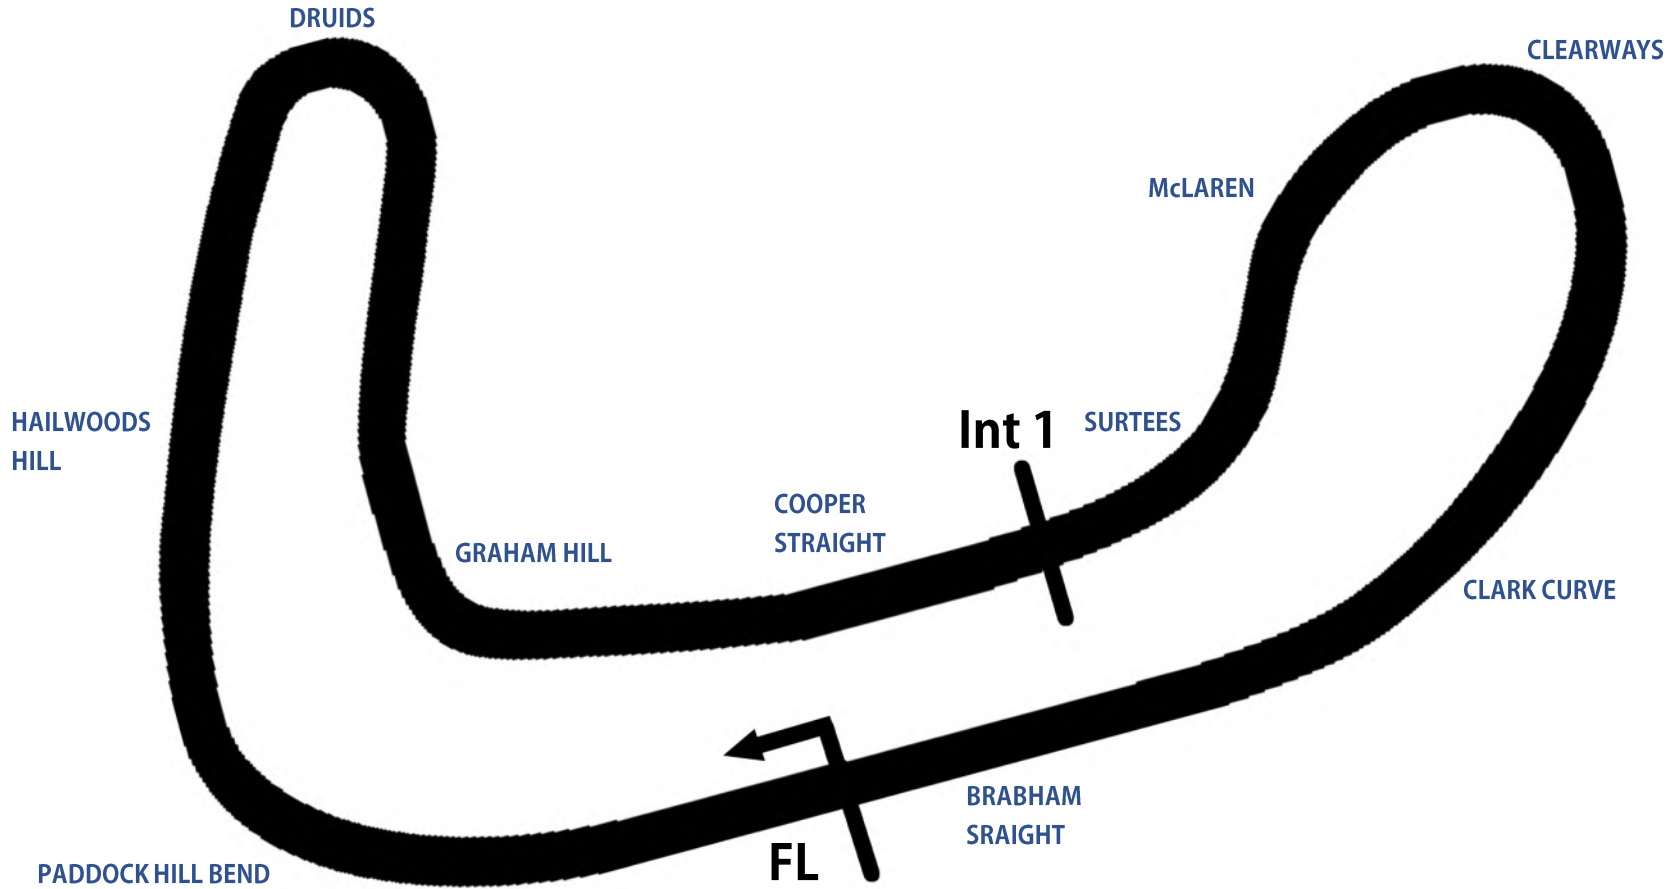 DRUIDS
CLEARWAYS
McLAREN
HAILWOODS
HILL
Int 1
SURTEES
COOPER
STRAIGHT
GRAHAM HILL
CLARK CURVE
BRABHAM
SRAIGHT
FL
PADDOCK HILL BEND